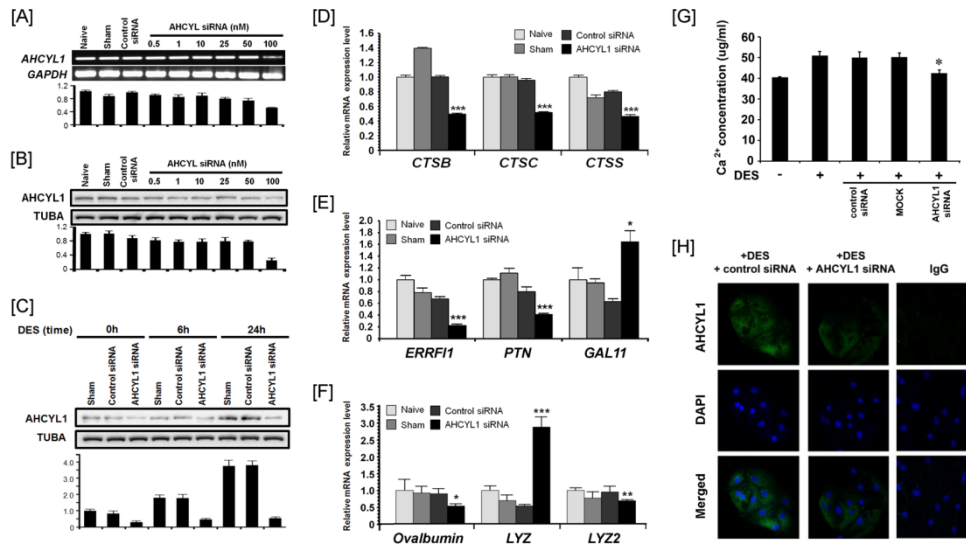 [A]
AHCYL siRNA (nM)
Naive
Sham
Control siRNA
0.5 1 10 25 50 100
AHCYL1
GAPDH
1.2
0.8
0.4
0
[B]
AHCYL siRNA (nM)
Naive
Sham
Control siRNA
0.5 1 10 25 50 100
AHCYL1
TUBA
1.2
0.8
0.4
0
[C]
DES (time) 0h 6h 24h
Sham
Control siRNA
AHCYL1 siRNA
Sham
Control siRNA
AHCYL1 siRNA
Sham
Control siRNA
AHCYL1 siRNA
AHCYL1
TUBA
4.0
3.0
2.0
1.0
0
[D]
Relative mRNA expression level
1.6
1.4
1.2
1.0
0.8
0.6
0.4
0.2
0
Naive Control siRNA
Sham AHCYL1 siRNA
*** *** ***
CTSB CTSC CTSS
[E]
Relative mRNA expression level
2.0
1.8
1.6
1.4
1.2
1.0
0.8
0.6
0.4
0.2
0
Naive Control siRNA
Sham AHCYL1 siRNA
*** *** *
ERRFI1 PTN GAL11
[F]
Relative mRNA expression level
3.5
3.0
2.5
2.0
1.5
1.0
0.5
0.0
Naive Control siRNA
Sham AHCYL1 siRNA
* *** **
Ovalbumin LYZ LYZ2
[G]
Ca 2+ concentration (ug/ml)
60
50
40
30
20
10
0
*
DES - + + + +
control siRNA
MOCK
AHCYL1 siRNA
[H]
+DES + control siRNA
+DES + AHCYL1 siRNA
IgG
AHCYL1
DAPI
Merged